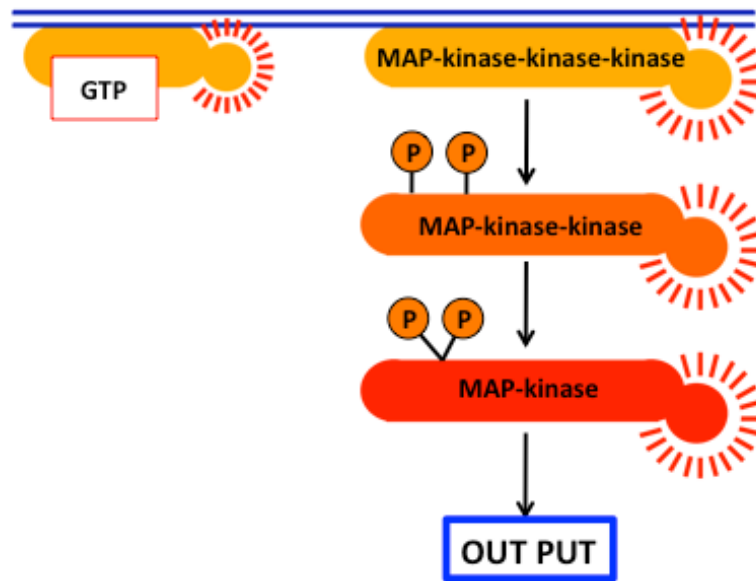 GTP
MAP-kinase-kinase-kinase
P P
MAP-kinase-kinase
P P
MAP-kinase
OUT PUT